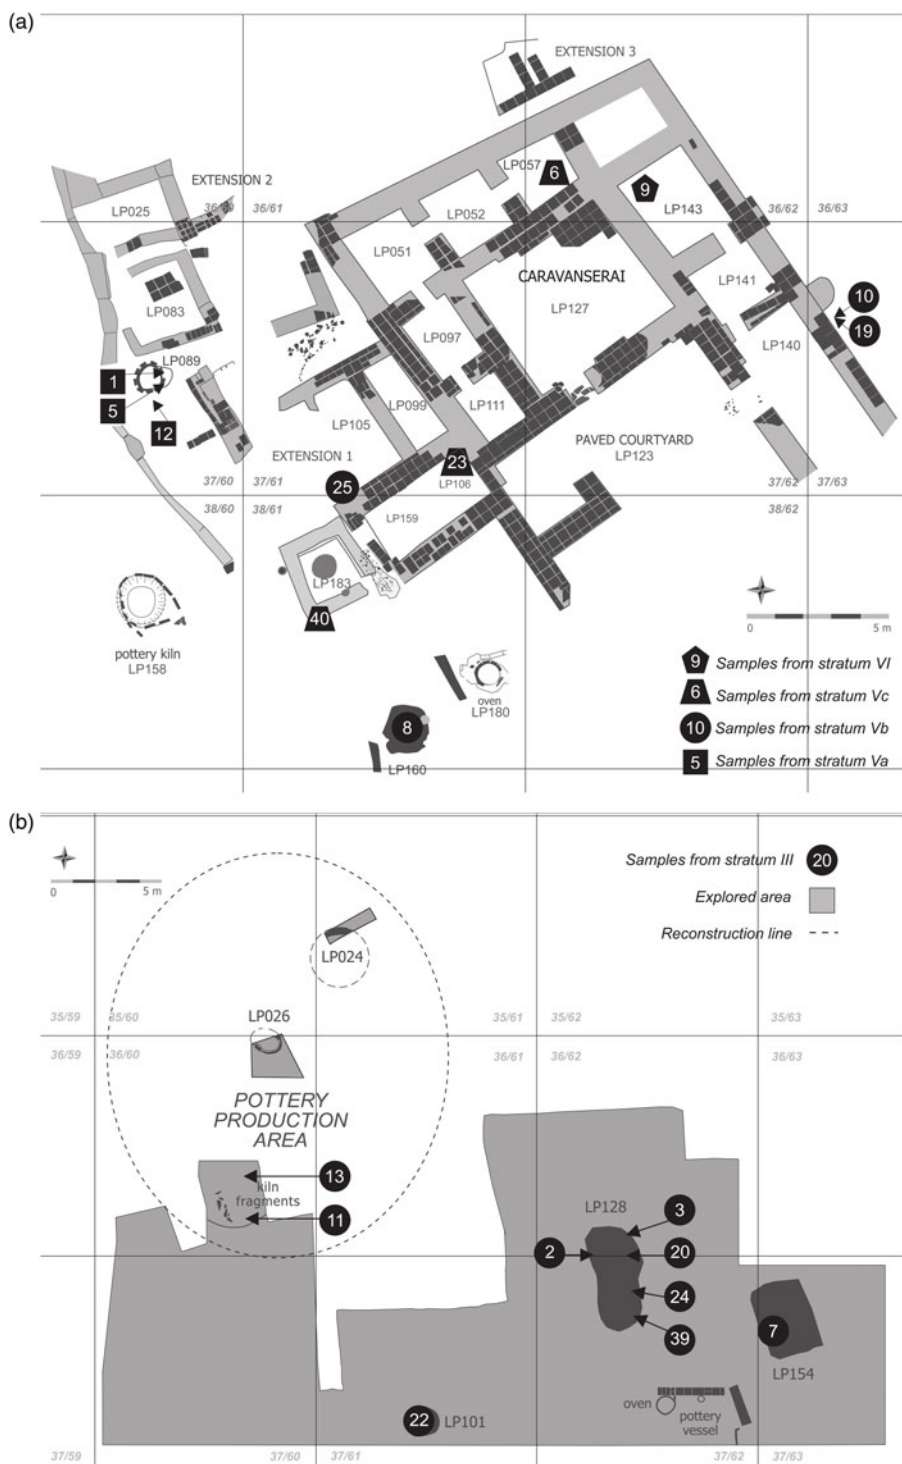 (a)
EXTENSION 3
LP057
6
9
EXTENSION 2
LP025
36/60 36/61
LP052
LP143
36/62 36/63
LP051
CARAVANSERAI
LP141
LP083
LP127
10
LP097
19
LP140
LP089
1
5
LP099
LP111
12
LP105
PAVED COURTYARD
LP123
EXTENSION 1
23
LP106
37/60 37/61
25
37/62 37/63
38/60 38/61
38/62
LP159
LP183
40
0 5 m
pottery kiln
LP158
9 Samples from stratum VI
oven
LP180
6 Samples from stratum Vc
8
10 Samples from stratum Vb
LP160
5 Samples from stratum Va
(b)
Samples from stratum III 20
0 5 m
Explored area
Reconstruction line
LP024
35/59 35/60
LP026
35/61 35/62
35/63
36/59 36/60
36/61 36/62
36/63
POTTERY
PRODUCTION
AREA
13
kiln
fragments
11
LP128
3
2
20
24
39
7
LP154
22
LP101
oven
pottery
vessel
37/59
37/60 37/61
37/62 37/63